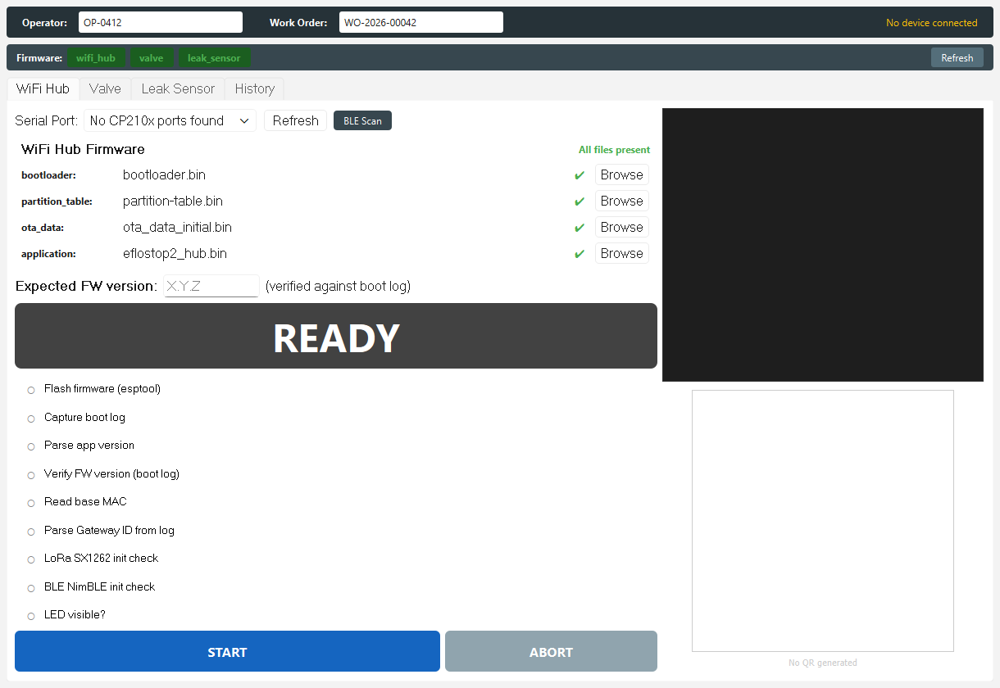 Operator: OP-0412 Work Order: WO-2026-00042 No device connected
Firmware: wifi_hub valve leak_sensor Refresh
WiFi Hub Valve Leak Sensor History
Serial Port: No CP210x ports found Refresh BLE Scan
WiFi Hub Firmware All files present
bootloader: bootloader.bin ✔ Browse
partition_table: partition-table.bin ✔ Browse
ota_data: ota_data_initial.bin ✔ Browse
application: eflostop2_hub.bin ✔ Browse
Expected FW version: X.Y.Z (verified against boot log)
READY
Flash firmware (esptool)
Capture boot log
Parse app version
Verify FW version (boot log)
Read base MAC
Parse Gateway ID from log
LoRa SX1262 init check
BLE NimBLE init check
LED visible?
START ABORT
No QR generated